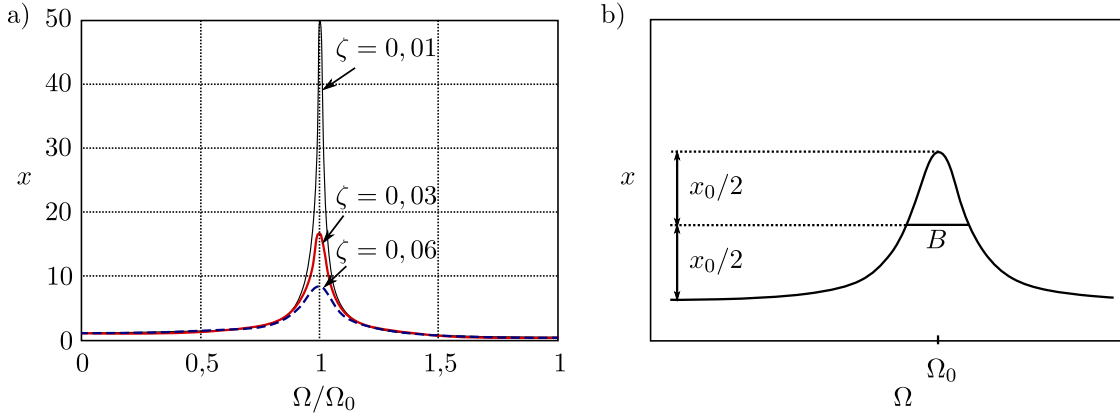 a)
50
40
30
20
10
0
x
ζ = 0, 01
ζ = 0, 03
ζ = 0, 06
0 0,5 1 1,5 1
Ω/Ω₀
b)
x
x₀/2
x₀/2
B
Ω₀
Ω